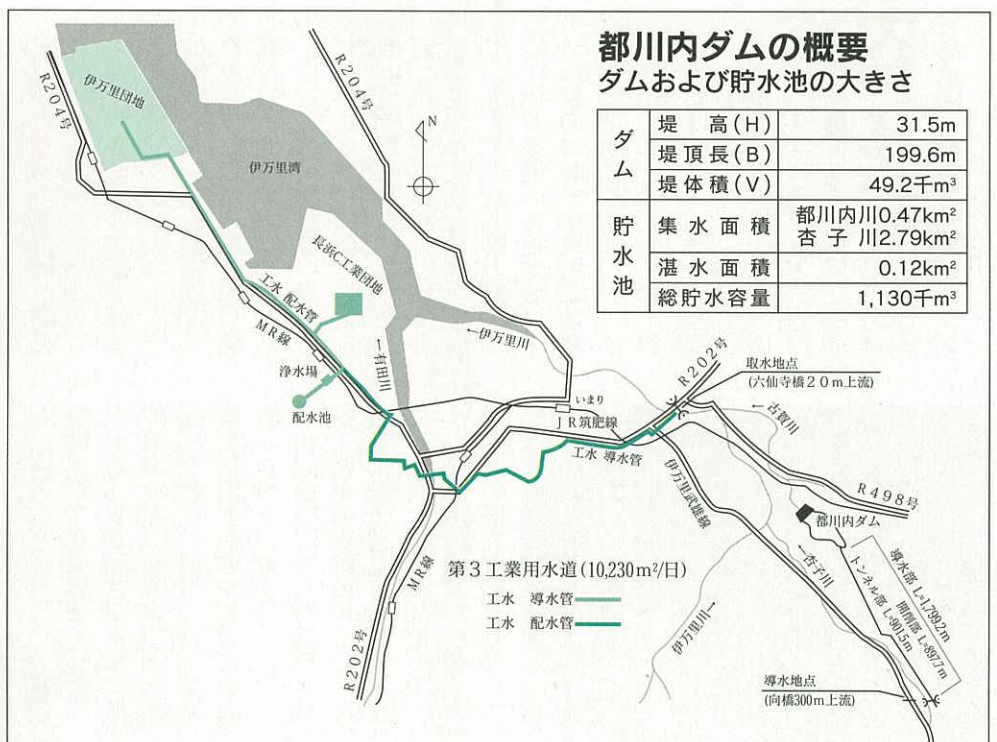 都川内ダムの概要
ダムおよび貯水池の大きさ
ダム
堤 高(H) 31.5m
堤頂長(B) 199.6m
堤体積(V) 49.2千m³
貯水池
集水面積 都川内川0.47km²
杏子川2.79km²
湛水面積 0.12km²
総貯水容量 1,130千m³
R204号
伊万里団地
R204号
N
伊万里湾
長浜C工業団地
工水 配水管
MR線
←有田川
←伊万里川
浄水場
配水池
いまり
JR筑肥線
R202号
取水地点
(六仙寺橋20m上流)
←古賀川
工水 導水管
伊万里武雄線
R498号
都川内ダム
←杏子川
導水部 L=1,799.2m
開削部 L=897.7m
トンネル部 L=901.5m
第3工業用水道(10,230m²/日)
工水 導水管
工水 配水管
MR線
R202号
伊万里川→
導水地点
(向橋300m上流)